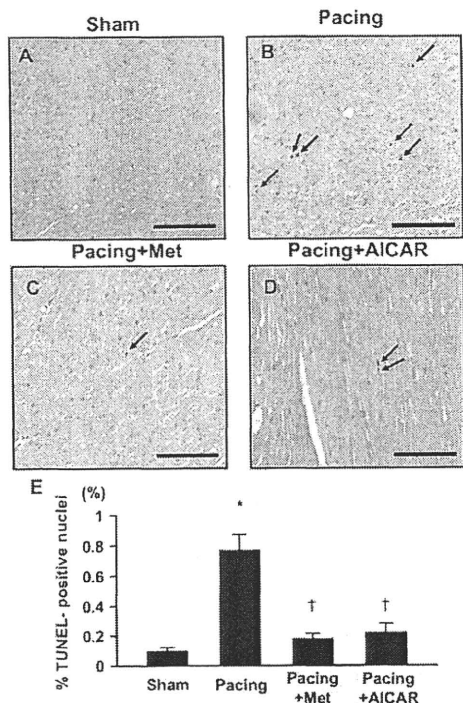 Sham
Pacing
A
B
Pacing+Met
Pacing+AICAR
C
D
E
(%)
% TUNEL- positive nuclei
1
0.8
0.6
0.4
0.2
0
*
†
†
Sham
Pacing
Pacing
+Met
Pacing
+AICAR